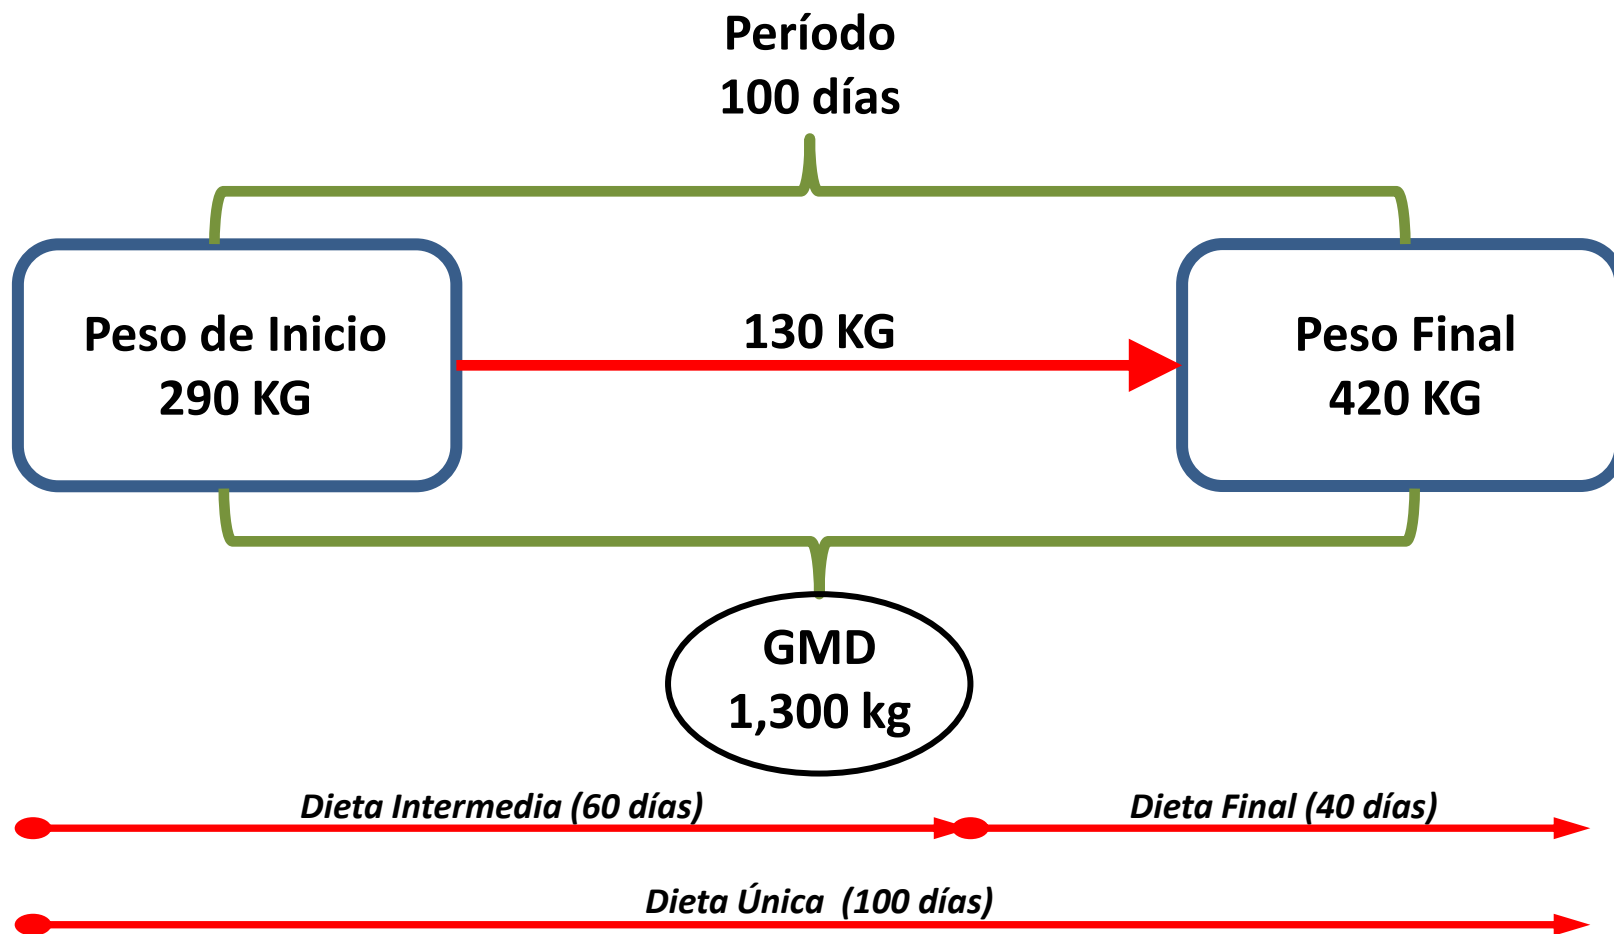 Período
100 días
Peso de Inicio
290 KG
130 KG
Peso Final
420 KG
GMD
1,300 kg
Dieta Intermedia (60 días)
Dieta Final (40 días)
Dieta Única (100 días)